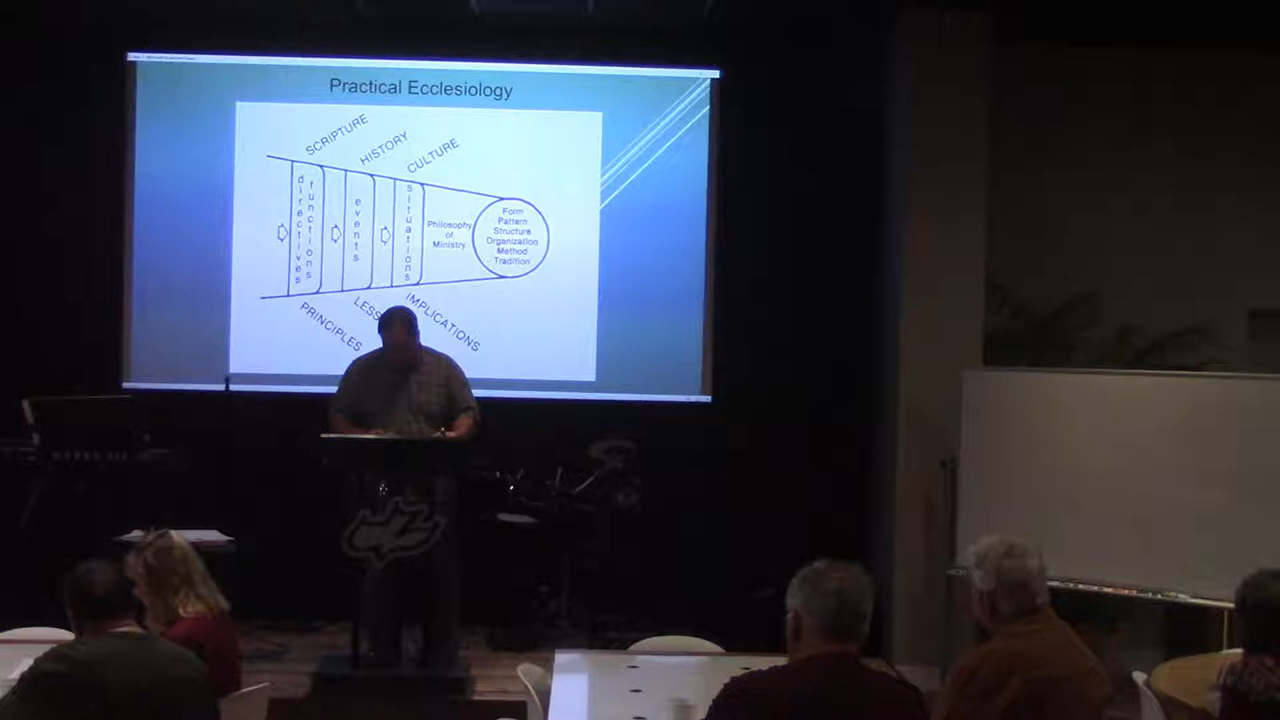 Practical Ecclesiology
SCRIPTURE
HISTORY
CULTURE
directives
functions
events
situations
Philosophy
of
Ministry
Form
Pattern
Structure
Organization
Method
Tradition
PRINCIPLES
IMPLICATIONS